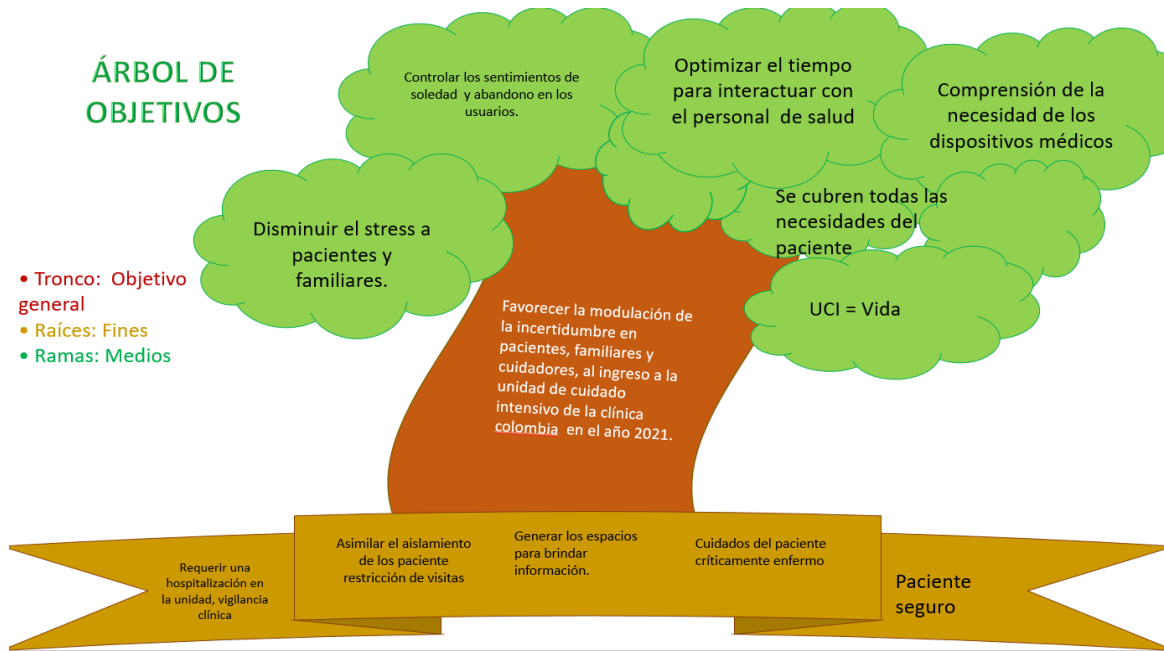 ÁRBOL DE
OBJETIVOS
Controlar los sentimientos de
soledad y abandono en los
usuarios.
Optimizar el tiempo
para interactuar con
el personal de salud
Comprensión de la
necesidad de los
dispositivos médicos
Disminuir el stress a
pacientes y
familiares.
Se cubren todas las
necesidades del
paciente
UCI = Vida
• Tronco: Objetivo
general
• Raíces: Fines
• Ramas: Medios
Favorecer la modulación de
la incertidumbre en
pacientes, familiares y
cuidadores, al ingreso a la
unidad de cuidado
intensivo de la clínica
colombia en el año 2021.
Requerir una
hospitalización en
la unidad, vigilancia
clínica
Asimilar el aislamiento
de los paciente
restricción de visitas
Generar los espacios
para brindar
información.
Cuidados del paciente
críticamente enfermo
Paciente
seguro